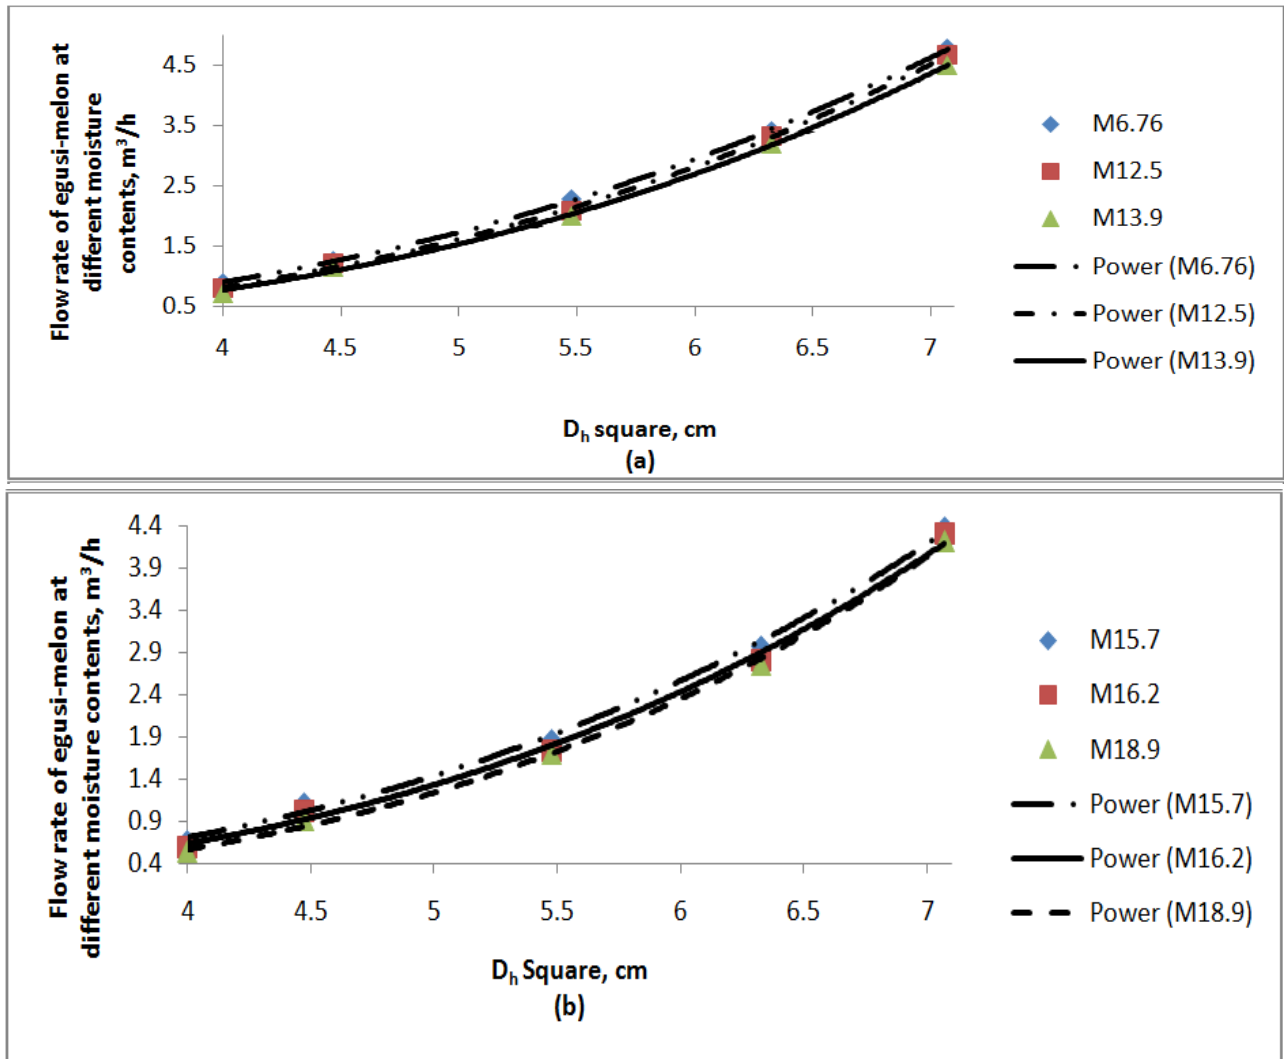 Flow rate of egusi-melon at
different moisture
contents, m³/h
4.5
3.5
2.5
1.5
0.5
4 4.5 5 5.5 6 6.5 7
D_h square, cm
(a)
M6.76
M12.5
M13.9
Power (M6.76)
Power (M12.5)
Power (M13.9)
Flow rate of egusi-melon at
different moisture contents, m³/h
4.4
3.9
3.4
2.9
2.4
1.9
1.4
0.9
0.4
4 4.5 5 5.5 6 6.5 7
D_h Square, cm
(b)
M15.7
M16.2
M18.9
Power (M15.7)
Power (M16.2)
Power (M18.9)